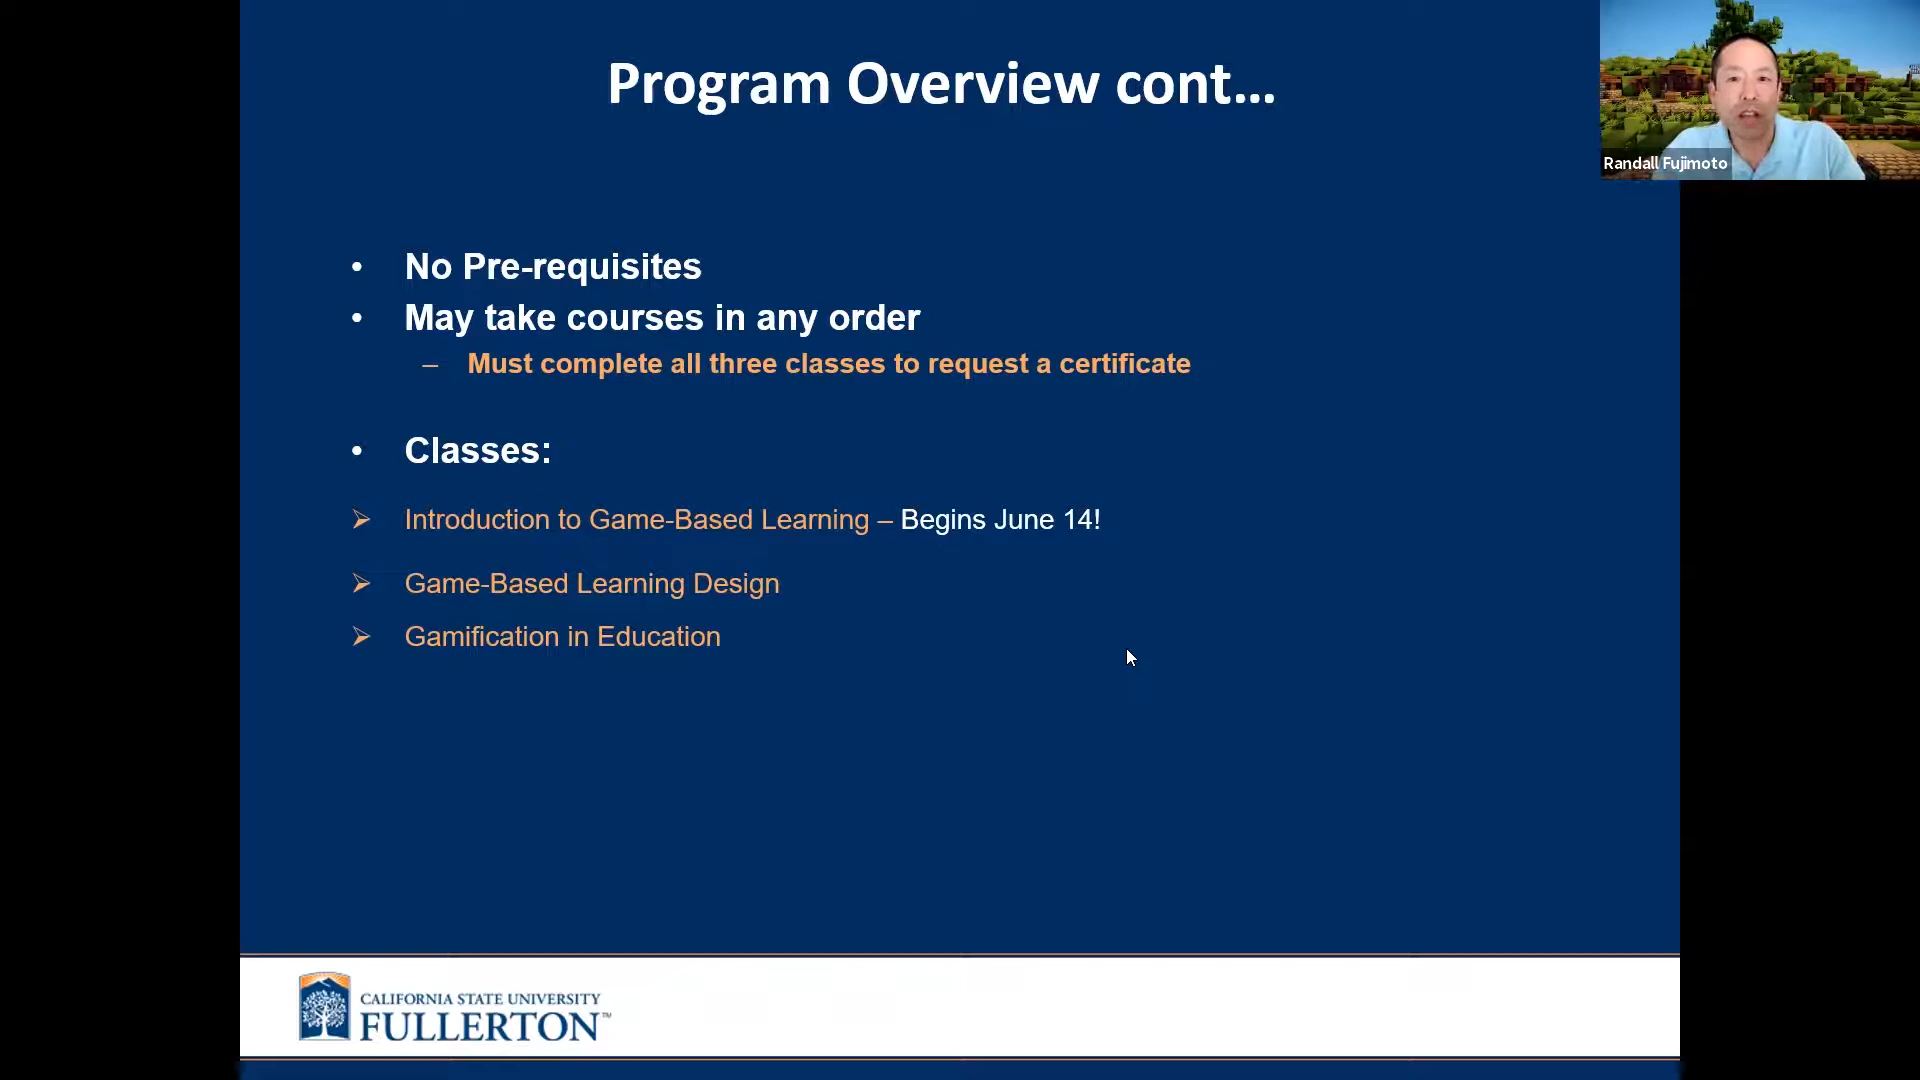 Program Overview cont…
Randall Fujimoto
• No Pre-requisites
• May take courses in any order
– Must complete all three classes to request a certificate
• Classes:
➢ Introduction to Game-Based Learning – Begins June 14!
➢ Game-Based Learning Design
➢ Gamification in Education
CALIFORNIA STATE UNIVERSITY
FULLERTON™